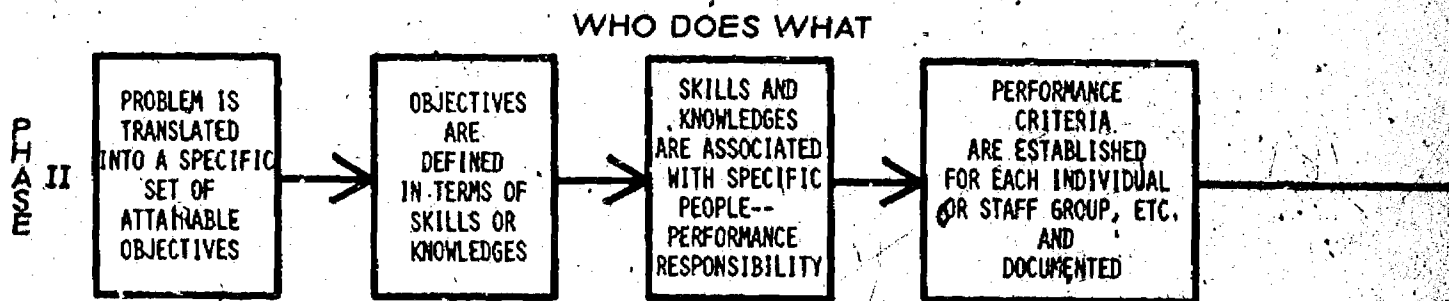 WHO DOES WHAT
PHASE II
PROBLEM IS
TRANSLATED
INTO A SPECIFIC
SET OF
ATTAINABLE
OBJECTIVES
OBJECTIVES
ARE
DEFINED
IN TERMS OF
SKILLS OR
KNOWLEDGES
SKILLS AND
KNOWLEDGES
ARE ASSOCIATED
WITH SPECIFIC
PEOPLE--
PERFORMANCE
RESPONSIBILITY
PERFORMANCE
CRITERIA
ARE ESTABLISHED
FOR EACH INDIVIDUAL
OR STAFF GROUP, ETC.
AND
DOCUMENTED